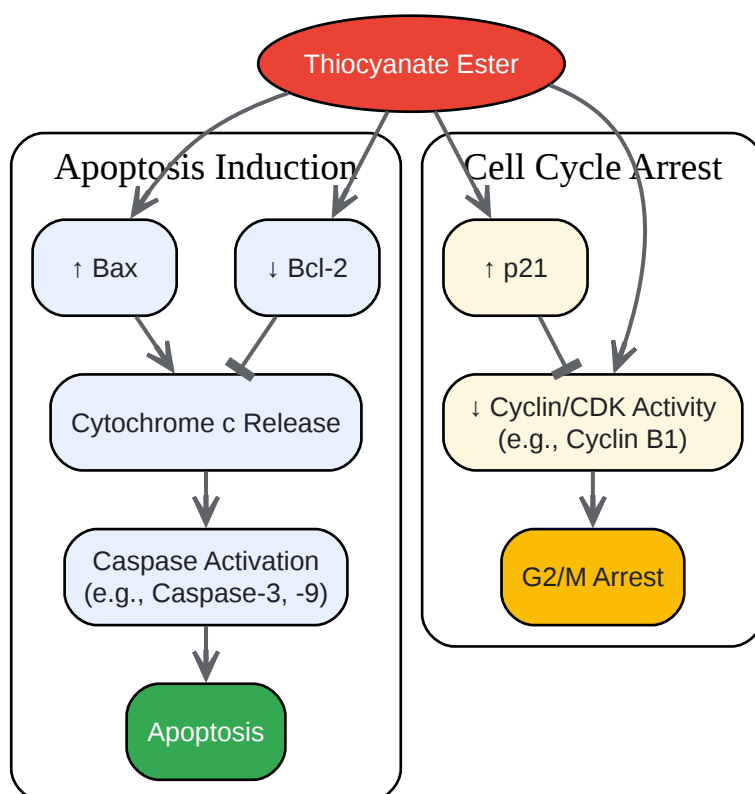 Thiocyanate Ester
Apoptosis Induction
Cell Cycle Arrest
↑ Bax
↓ Bcl-2
↑ p21
Cytochrome c Release
↓ Cyclin/CDK Activity
(e.g., Cyclin B1)
Caspase Activation
(e.g., Caspase-3, -9)
G2/M Arrest
Apoptosis